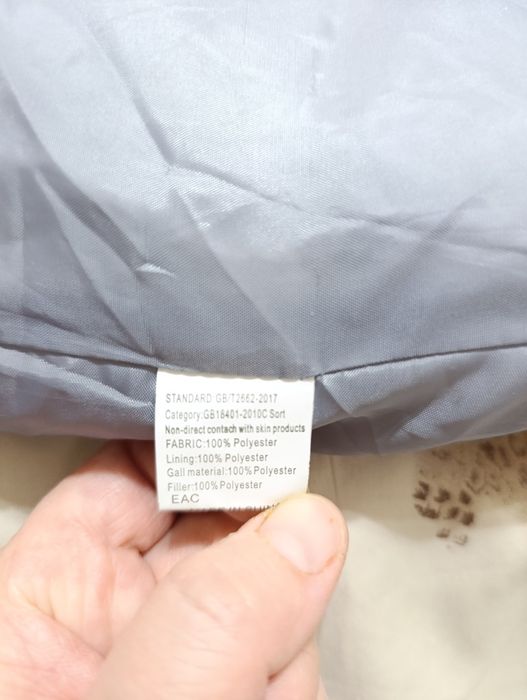 STANDARD:GB/T2662-2017
Category:GB18401-2010C Sort
Non-direct contach with skin products
FABRIC:100% Polyester
Lining:100% Polyester
Gall material:100% Polyester
Filler:100% Polyester
EAC